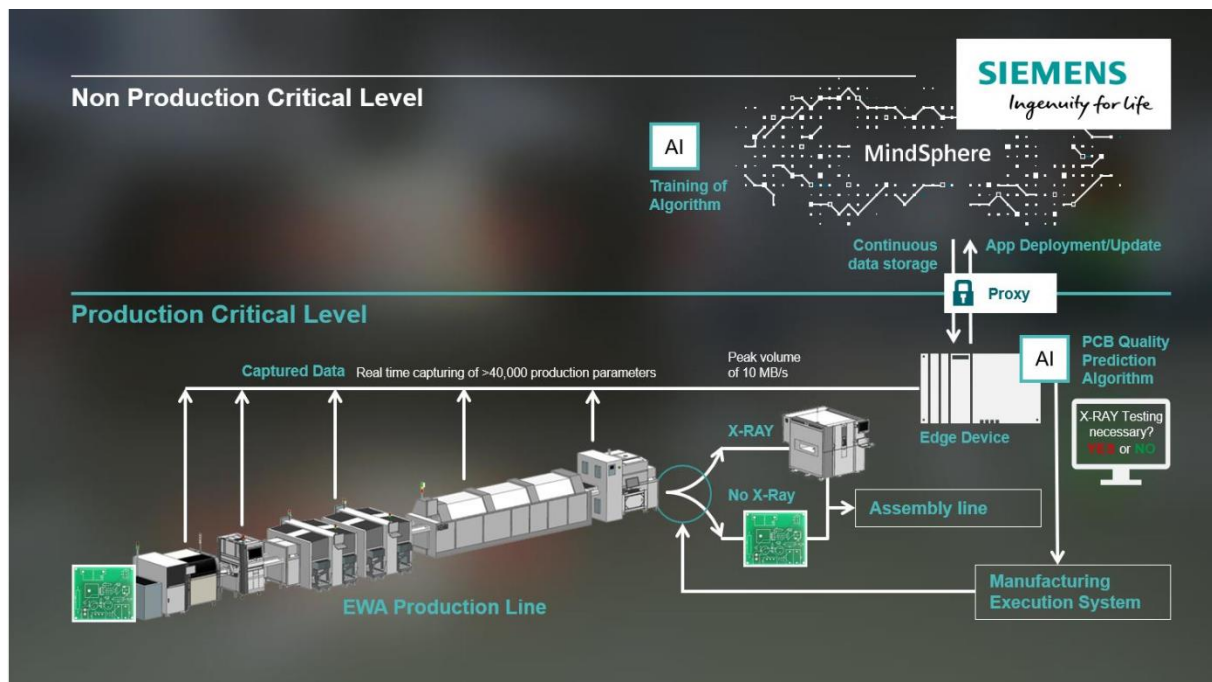 SIEMENS
Ingenuity for life
Non Production Critical Level
MindSphere
AI
Training of
Algorithm
Continuous
data storage
App Deployment/Update
Proxy
Production Critical Level
Captured Data
Real time capturing of >40,000 production parameters
Peak volume
of 10 MB/s
AI
PCB Quality
Prediction
Algorithm
Edge Device
X-RAY Testing
necessary?
YES or NO
X-RAY
No X-Ray
Assembly line
EWA Production Line
Manufacturing
Execution System